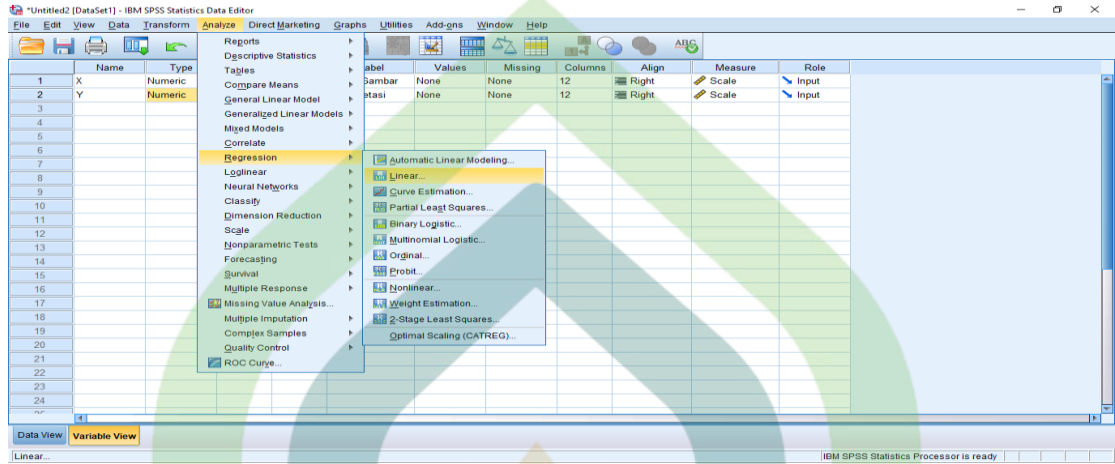 *Untitled2 [DataSet1] - IBM SPSS Statistics Data Editor
File Edit View Data Transform Analyze Direct Marketing Graphs Utilities Add-ons Window Help
Name Type abel Values Missing Columns Align Measure Role
1 X Numeric Gambar None None 12 Right Scale Input
2 Y Numeric etasi None None 12 Right Scale Input
3
4
5
6
7
8
9
10
11
12
13
14
15
16
17
18
19
20
21
22
23
24
Reports
Descriptive Statistics
Tables
Compare Means
General Linear Model
Generalized Linear Models
Mixed Models
Correlate
Regression
Loglinear
Neural Networks
Classify
Dimension Reduction
Scale
Nonparametric Tests
Forecasting
Survival
Multiple Response
Missing Value Analysis...
Multiple Imputation
Complex Samples
Quality Control
ROC Curve...
Automatic Linear Modeling...
Linear...
Curve Estimation...
Partial Least Squares...
Binary Logistic...
Multinomial Logistic...
Ordinal...
Probit...
Nonlinear...
Weight Estimation...
2-Stage Least Squares...
Optimal Scaling (CATREG)...
Data View Variable View
Linear... IBM SPSS Statistics Processor is ready